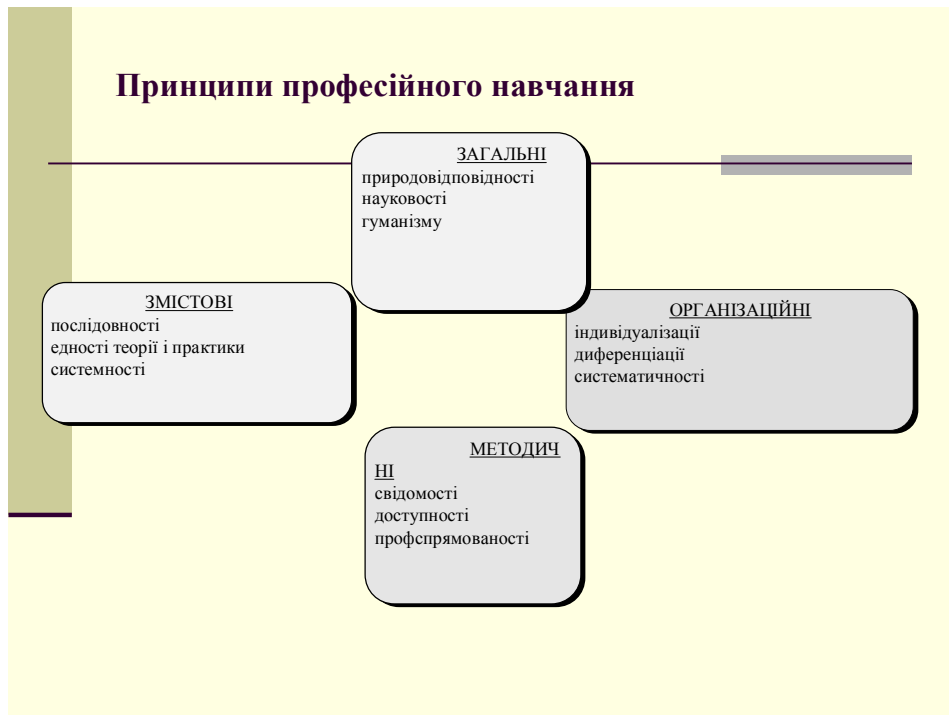 Принципи професійного навчання
ЗАГАЛЬНІ
природовідповідності
науковості
гуманізму
ЗМІСТОВІ
послідовності
едності теорії і практики
системності
ОРГАНІЗАЦІЙНІ
індивідуалізації
диференціації
систематичності
МЕТОДИЧ
НІ
свідомості
доступності
профспрямованості